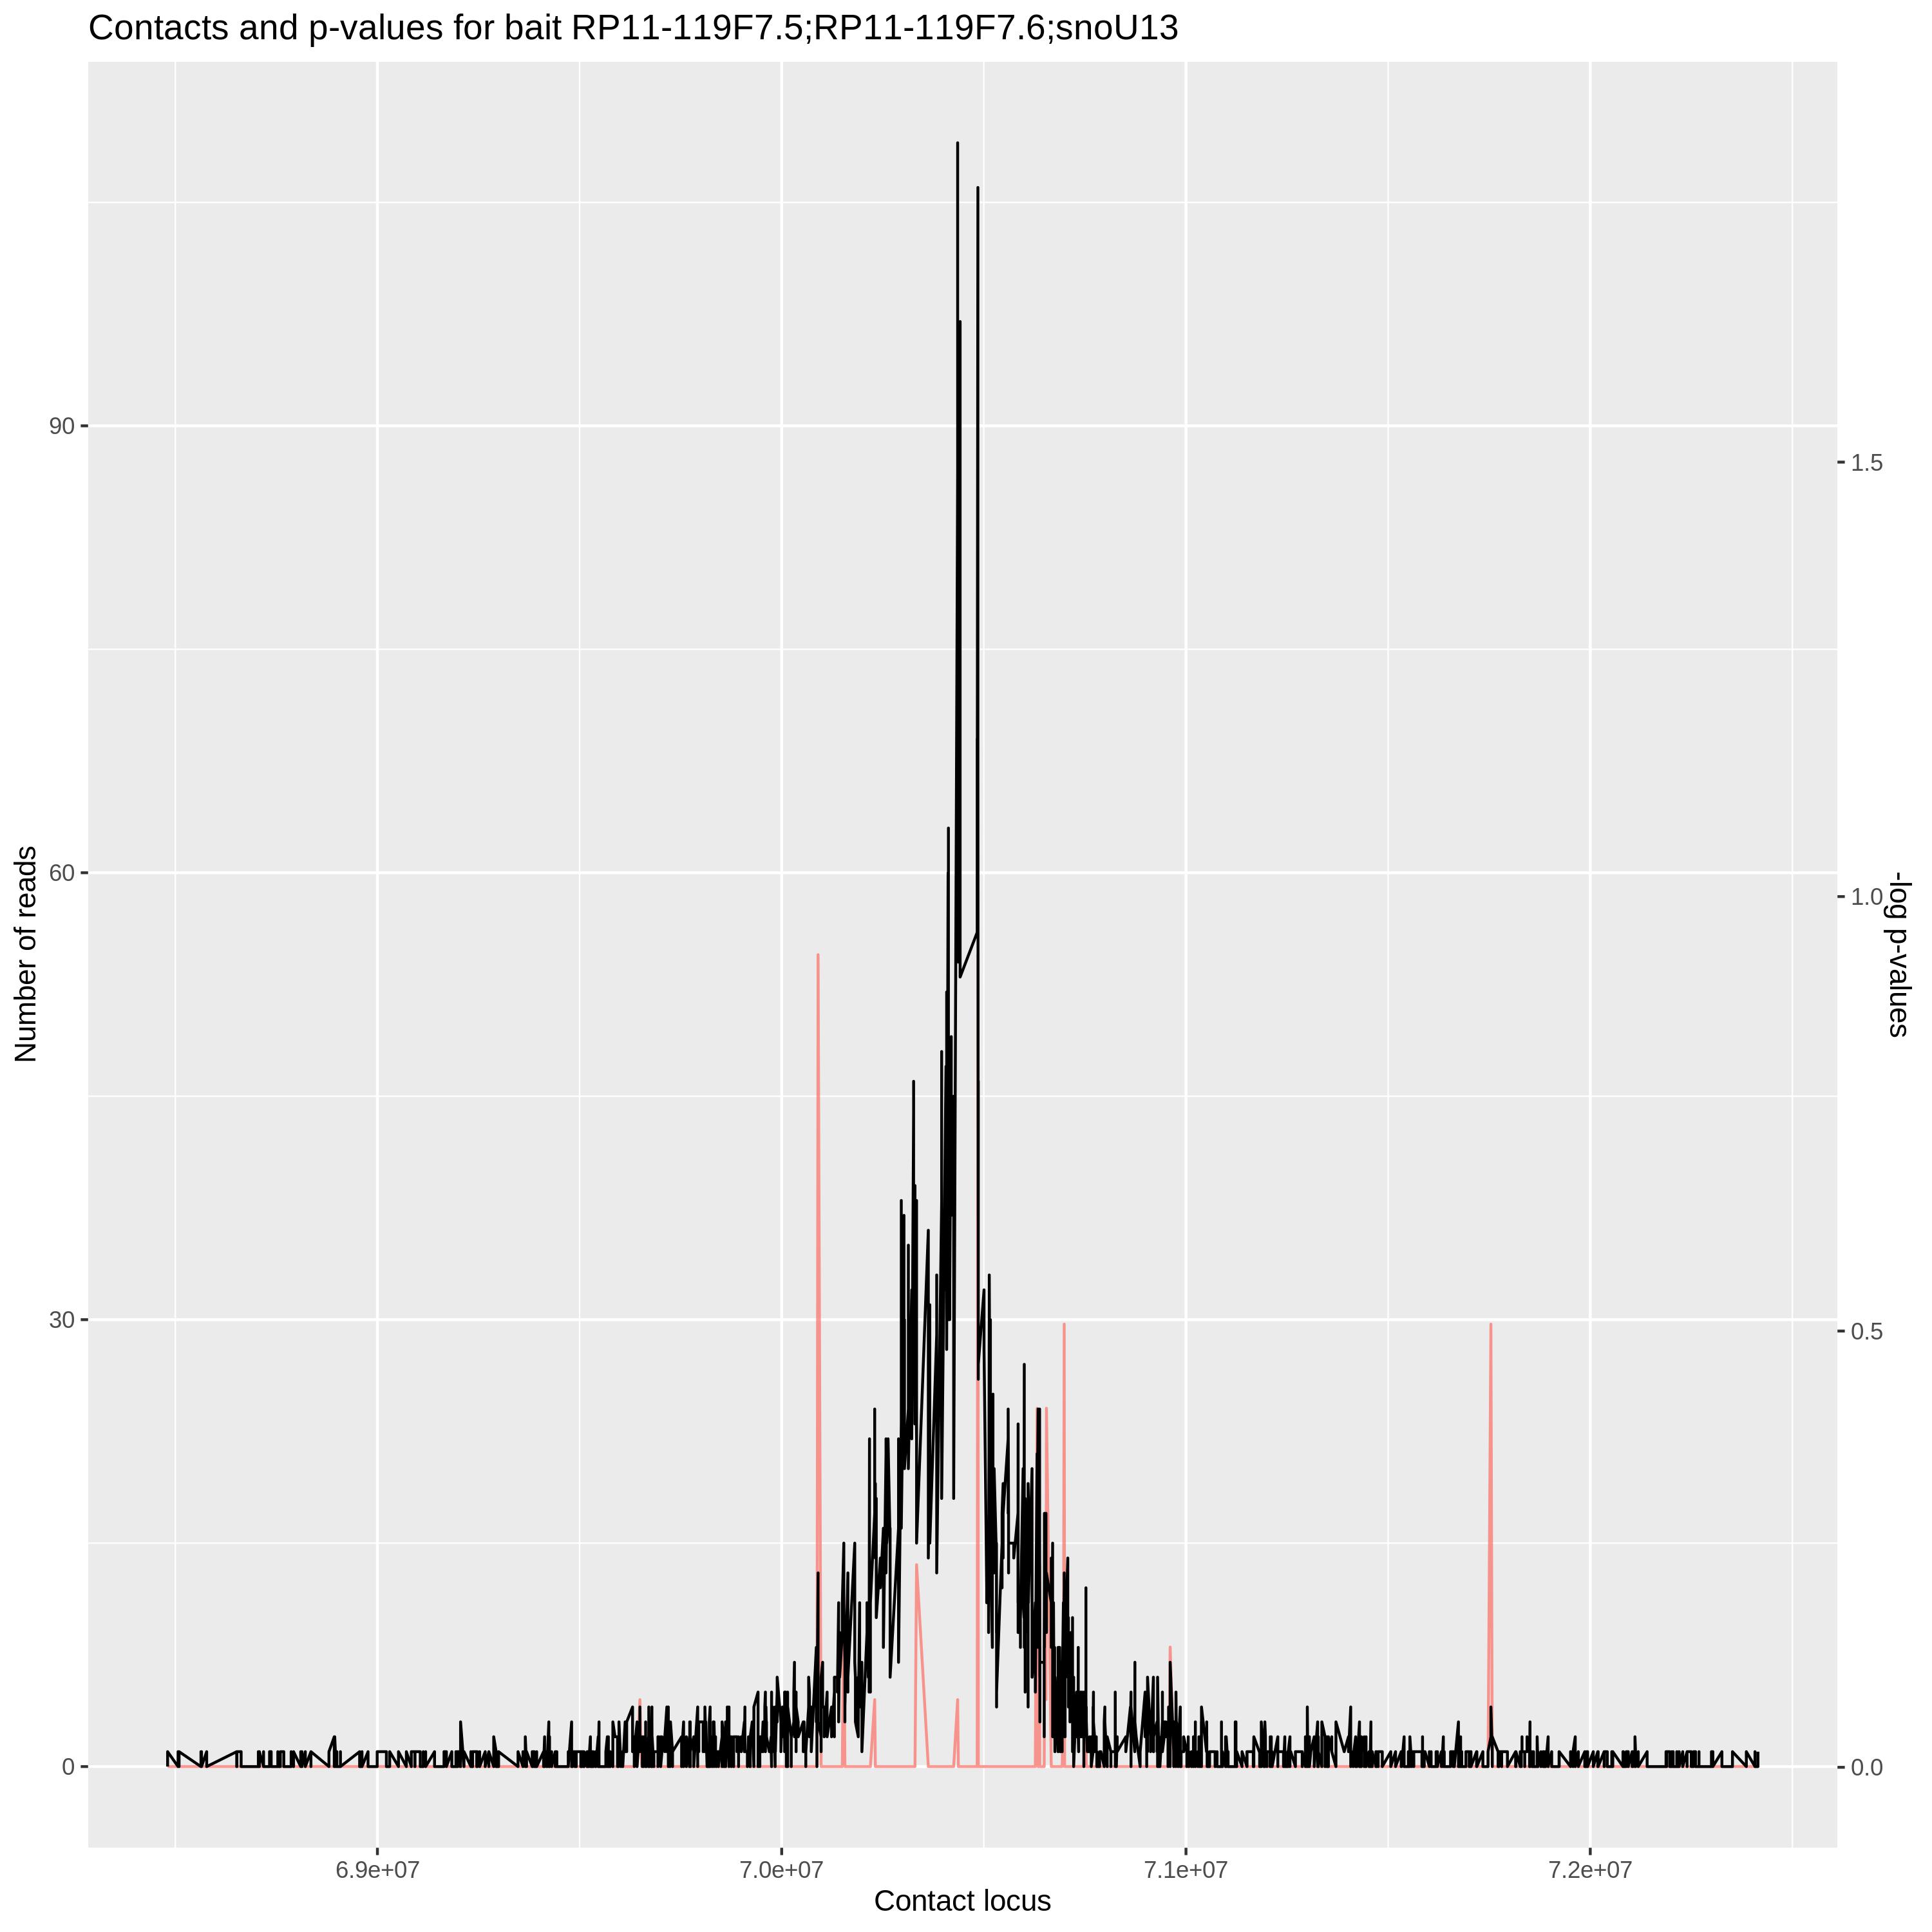 Contacts and p-values for bait RP11-119F7.5;RP11-119F7.6;snoU13
90
60
30
0
Number of reads
1.5
1.0
0.5
0.0
-log p-values
6.9e+07
7.0e+07
7.1e+07
7.2e+07
Contact locus